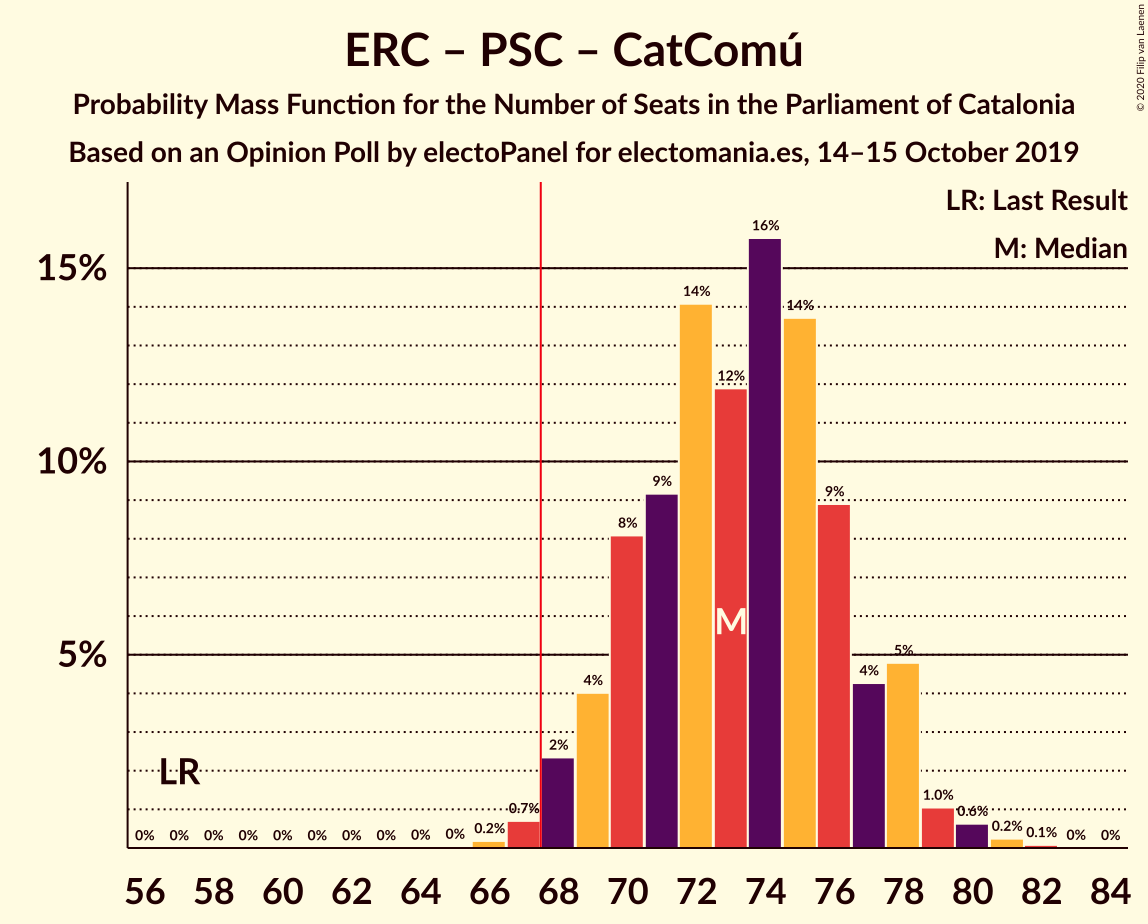 ERC – PSC – CatComú
Probability Mass Function for the Number of Seats in the Parliament of Catalonia
Based on an Opinion Poll by electoPanel for electomania.es, 14–15 October 2019
© 2020 Filip van Laenen
LR: Last Result
M: Median
15%
10%
5%
0% 0% 0% 0% 0% 0% 0% 0% 0% 0% 0.2% 0.7% 2% 4% 8% 9% 14% 12% 16% 14% 9% 4% 5% 1.0% 0.6% 0.2% 0.1% 0% 0%
M
LR
56 58 60 62 64 66 68 70 72 74 76 78 80 82 84